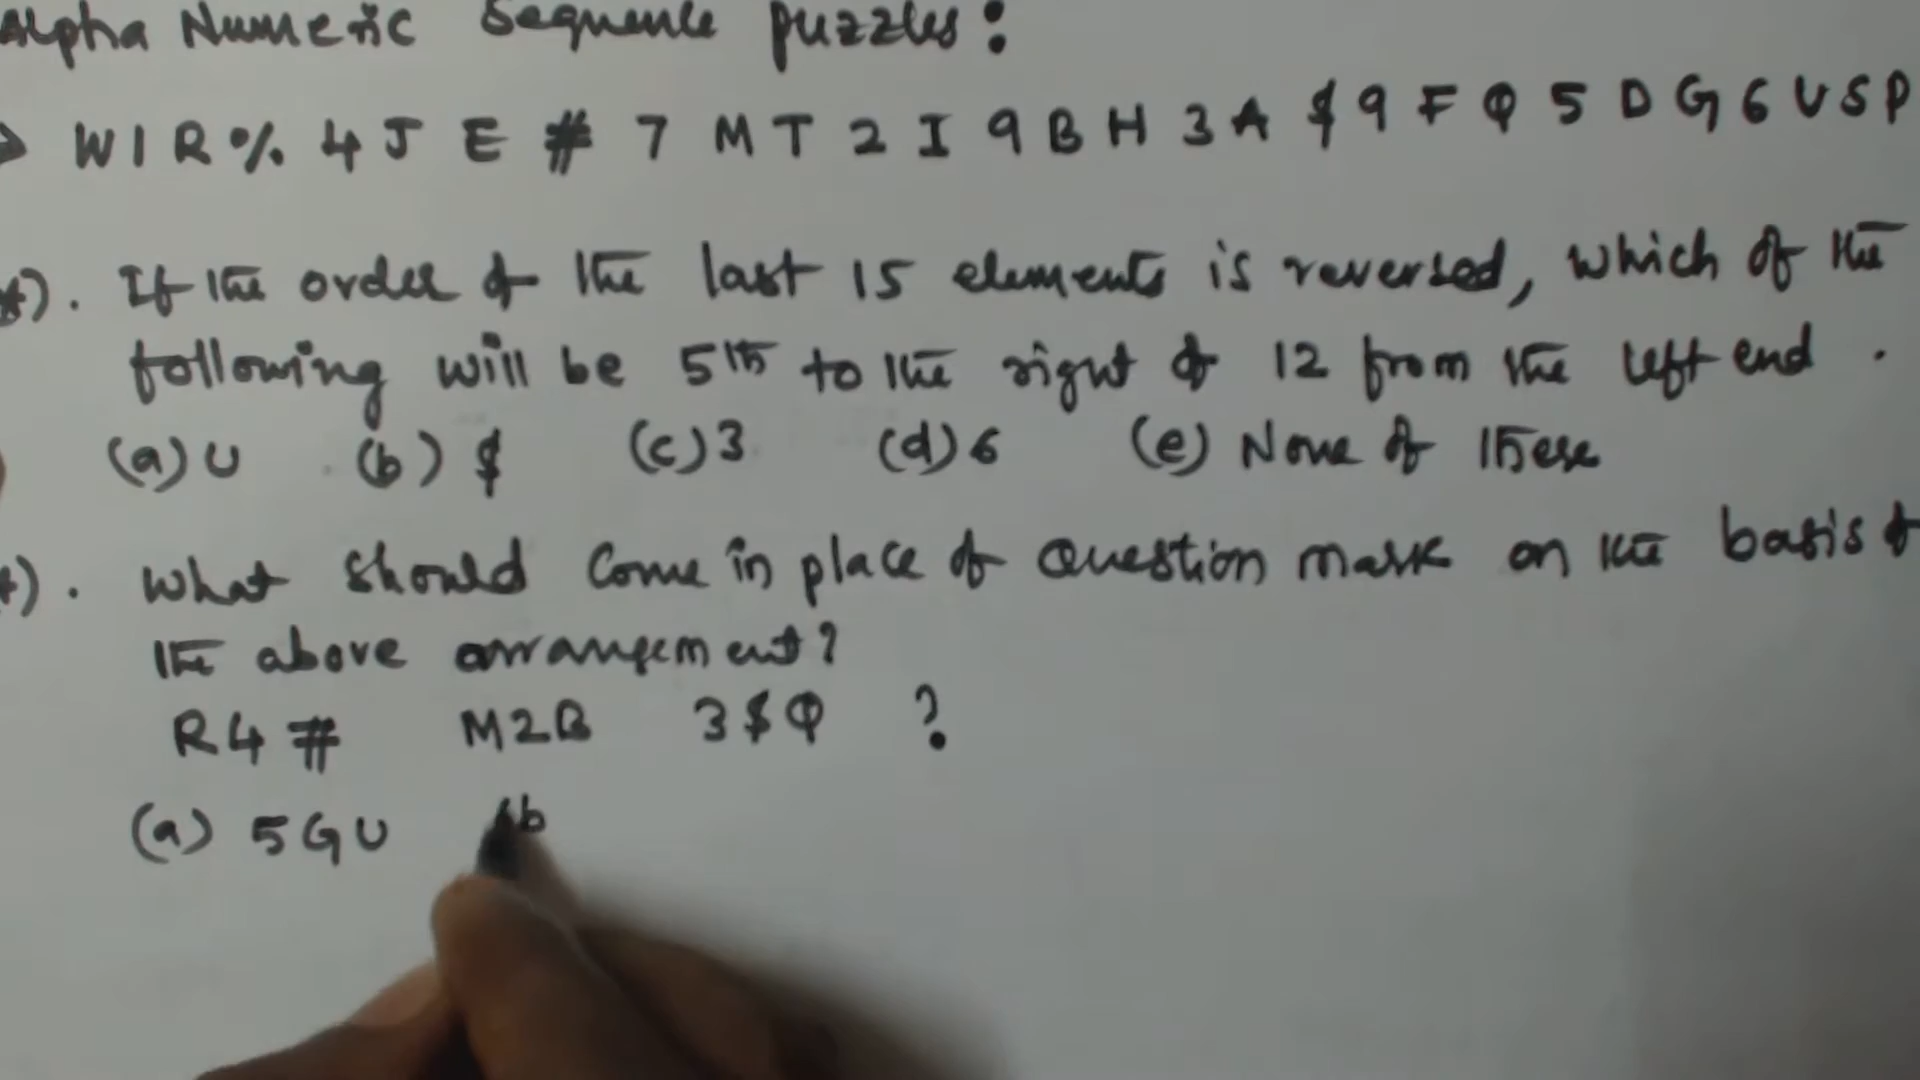 Alpha Numeric Sequence puzzles:
W 1 R % 4 J E # 7 M T 2 I 9 B H 3 A $ 9 F Q 5 D G 6 U S P
*). If the order of the last 15 elements is reversed, which of the
following will be 5th to the right of 12 from the left end.
(a) U (b) $ (c) 3 (d) 6 (e) None of these
*). What should come in place of Question mark on the basis of
the above arrangement?
R4# M2B 3$Q ?
(a) 5GU (b